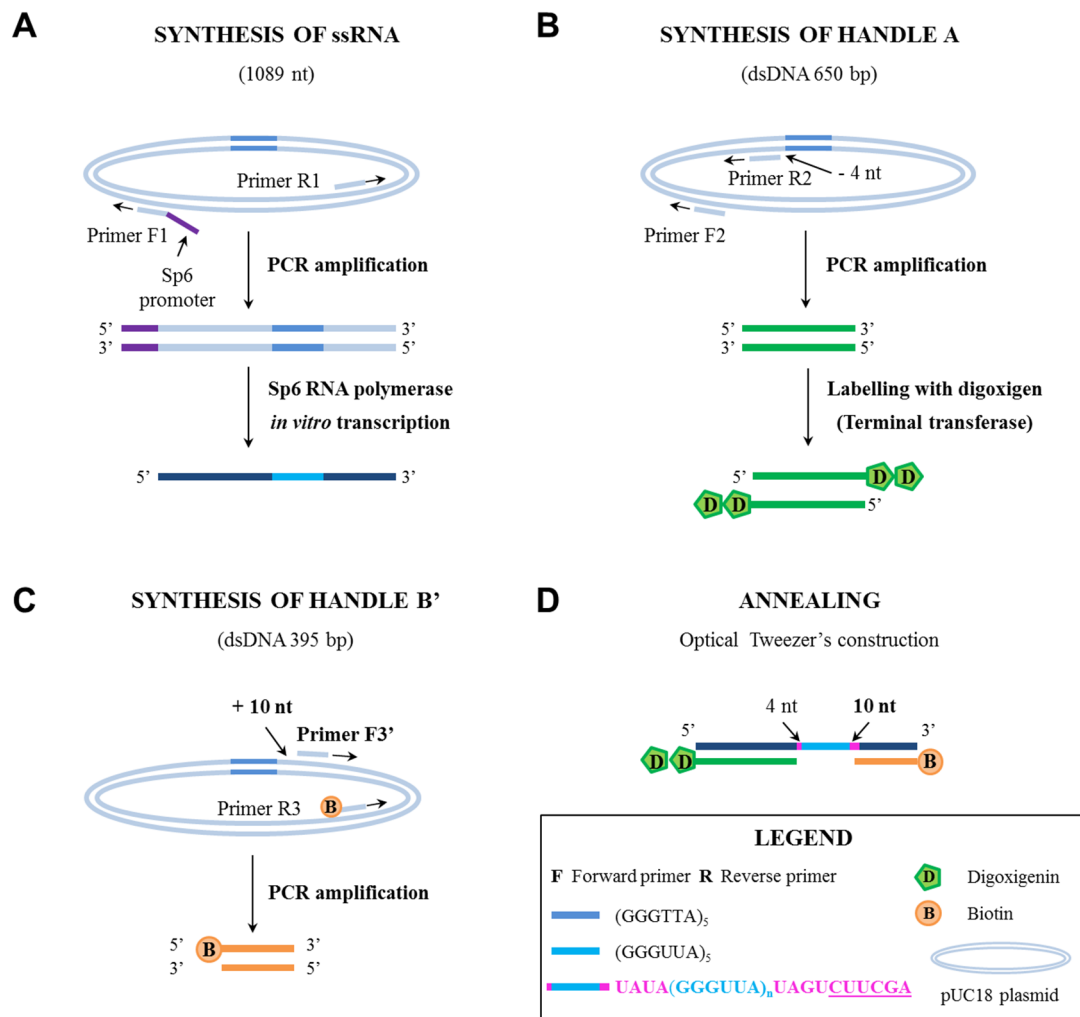 A
SYNTHESIS OF ssRNA
(1089 nt)
Primer R1
Primer F1
Sp6
promoter
PCR amplification
5’ 3’
3’ 5’
Sp6 RNA polymerase
in vitro transcription
5’ 3’
B
SYNTHESIS OF HANDLE A
(dsDNA 650 bp)
Primer R2
- 4 nt
Primer F2
PCR amplification
5’ 3’
3’ 5’
Labelling with digoxigen
(Terminal transferase)
5’ D D
D D 5’
C
SYNTHESIS OF HANDLE B’
(dsDNA 395 bp)
+ 10 nt
Primer F3’
Primer R3 B
PCR amplification
5’ B 3’
3’ 5’
D
ANNEALING
Optical Tweezer’s construction
4 nt 10 nt
5’ 3’
D D B
LEGEND
F Forward primer R Reverse primer
(GGGTTA)5
(GGGUUA)5
UAUA(GGGUUA)nUAGUCUUCGA
D Digoxigenin
B Biotin
pUC18 plasmid